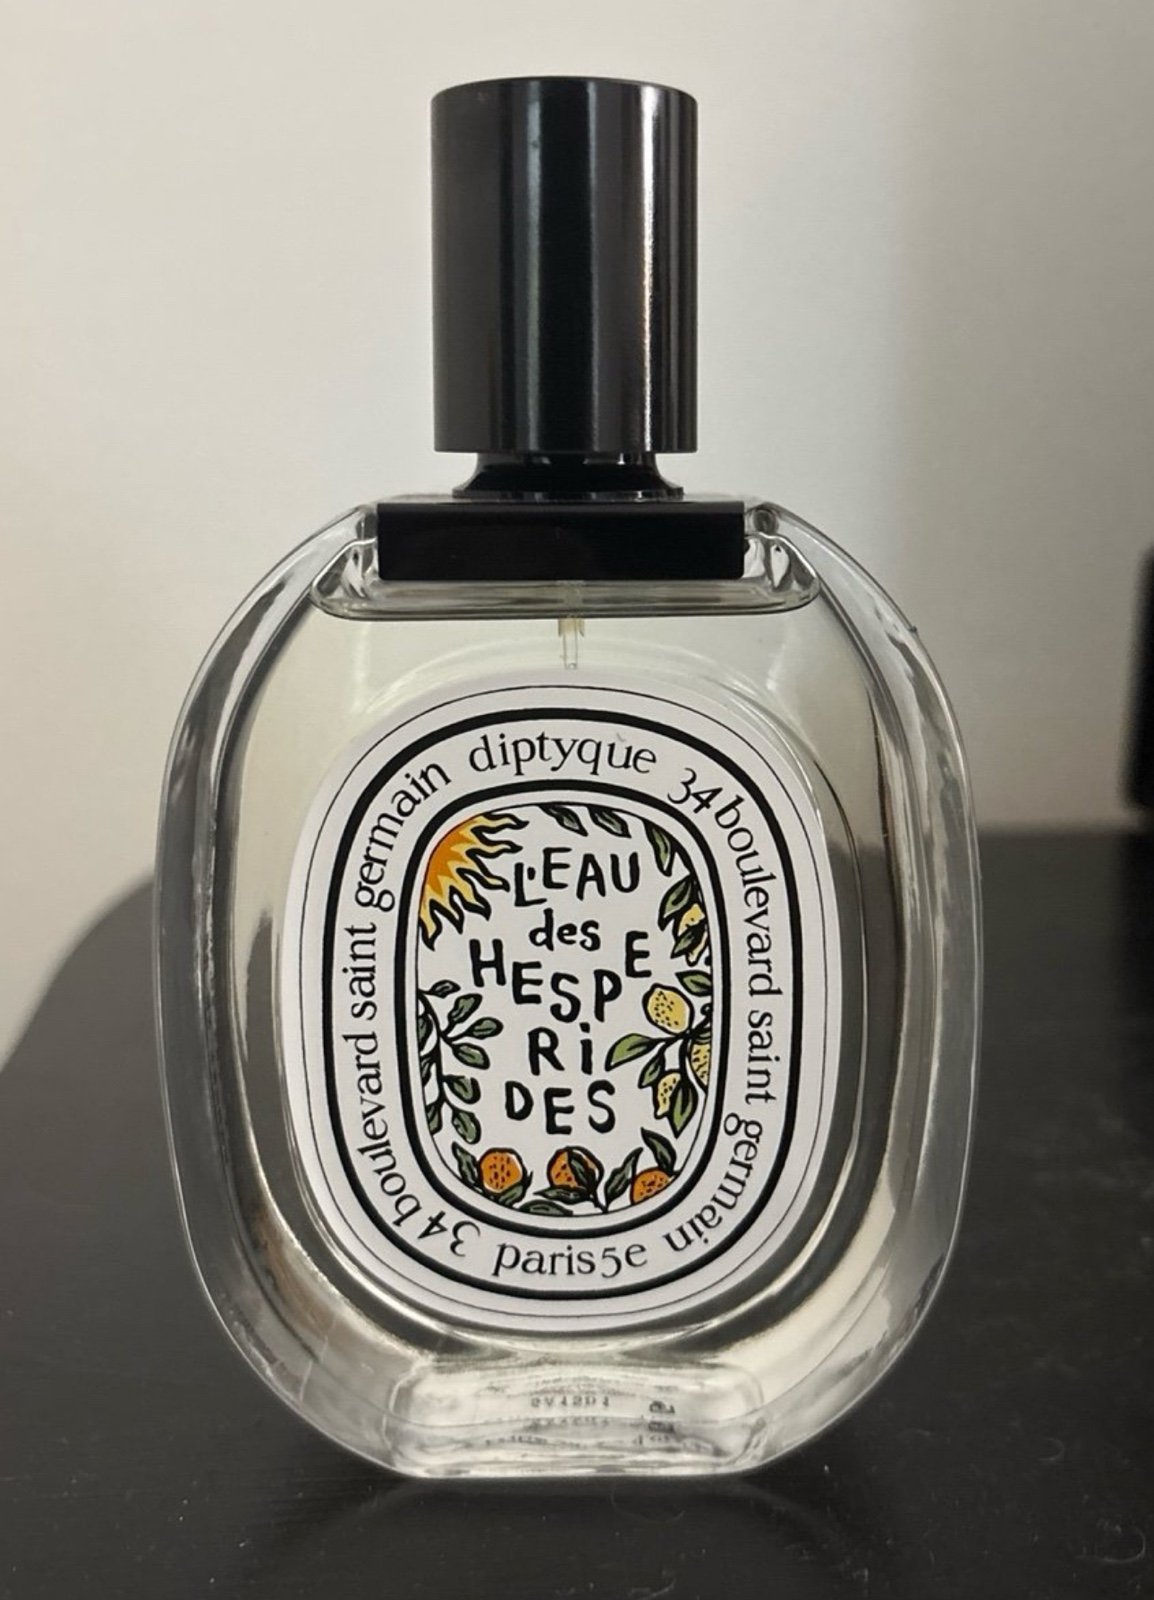 diptyque
34 boulevard saint germain
paris 5e
34 boulevard saint germain
L'EAU
des
HESPE
Ri
DES